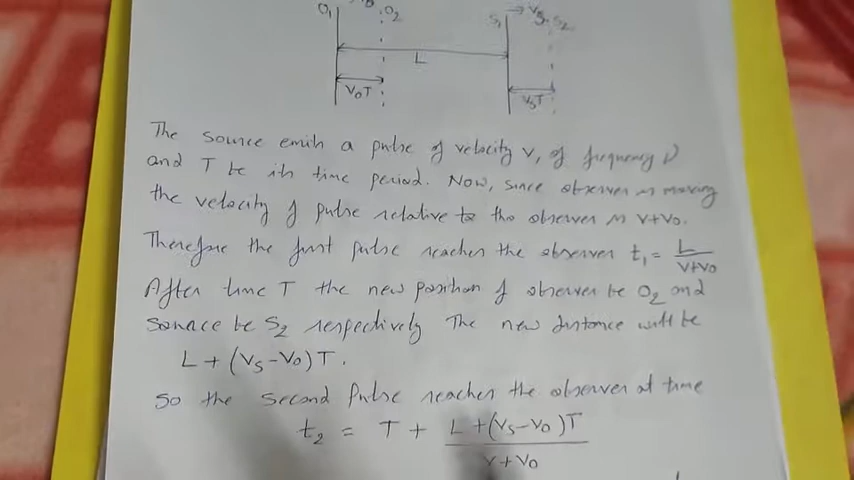 O₁ O₂ S₁ → Vs S₂
L
V₀T VsT
The source emits a pulse of velocity v, of frequency ν
and T be its time period. Now, since observer is moving
the velocity of pulse relative to the observer is v+v₀.
Therefore the first pulse reaches the observer t₁ = L/(v+v₀)
After time T the new position of observer be O₂ and
source be S₂ respectively The new distance will be
L + (Vs-V₀)T.
So the second pulse reaches the observer at time
t₂ = T + (L+(Vs-V₀)T)/(v+v₀)